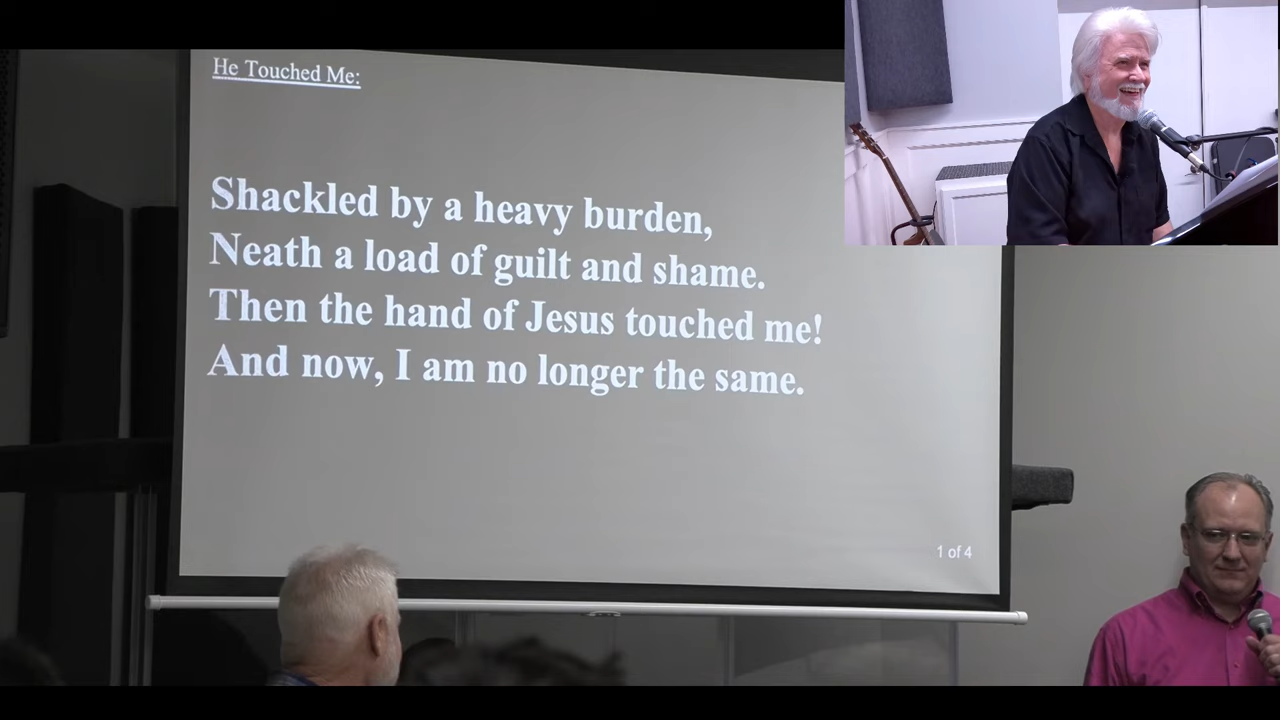 He Touched Me:
Shackled by a heavy burden,
Neath a load of guilt and shame.
Then the hand of Jesus touched me!
And now, I am no longer the same.
1 of 4